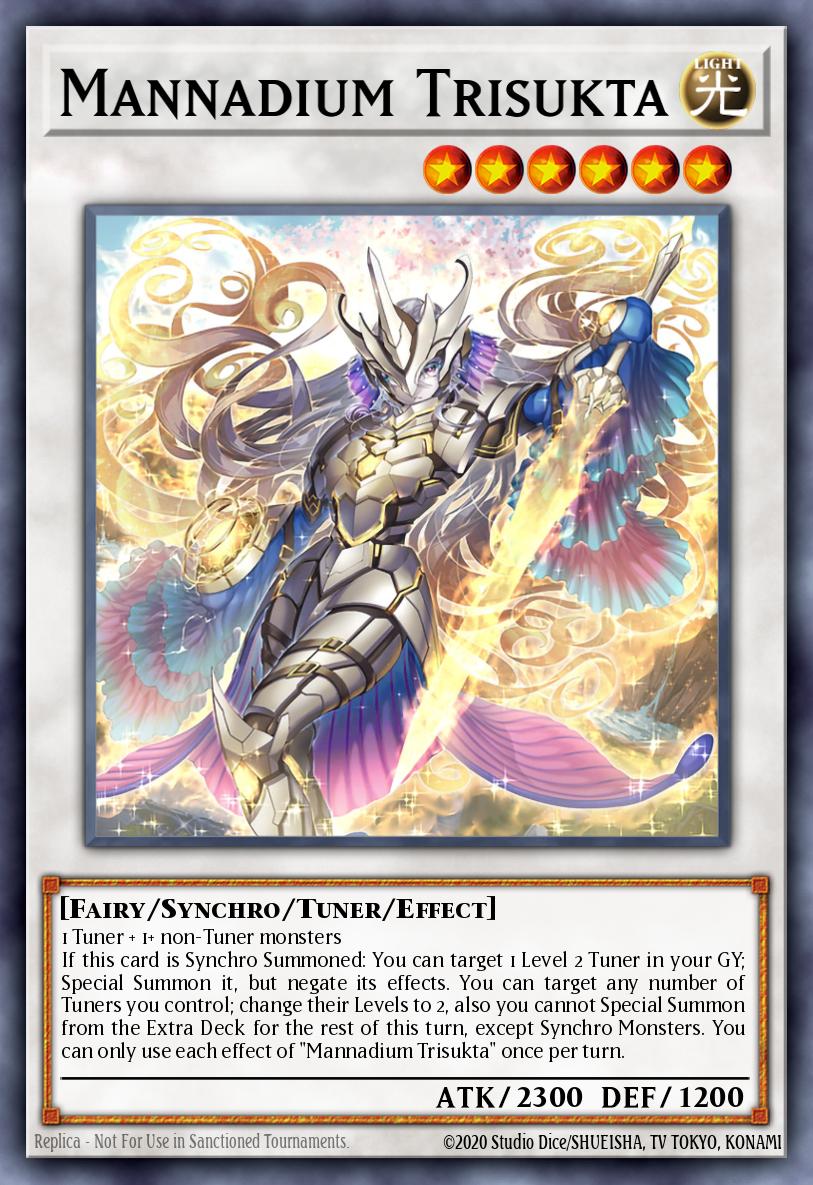 Mannadium Trisukta
LIGHT
光
[Fairy/Synchro/Tuner/Effect]
1 Tuner + 1+ non-Tuner monsters
If this card is Synchro Summoned: You can target 1 Level 2 Tuner in your GY;
Special Summon it, but negate its effects. You can target any number of
Tuners you control; change their Levels to 2, also you cannot Special Summon
from the Extra Deck for the rest of this turn, except Synchro Monsters. You
can only use each effect of "Mannadium Trisukta" once per turn.
ATK/2300 DEF/1200
Replica - Not For Use in Sanctioned Tournaments.
©2020 Studio Dice/SHUEISHA, TV TOKYO, KONAMI